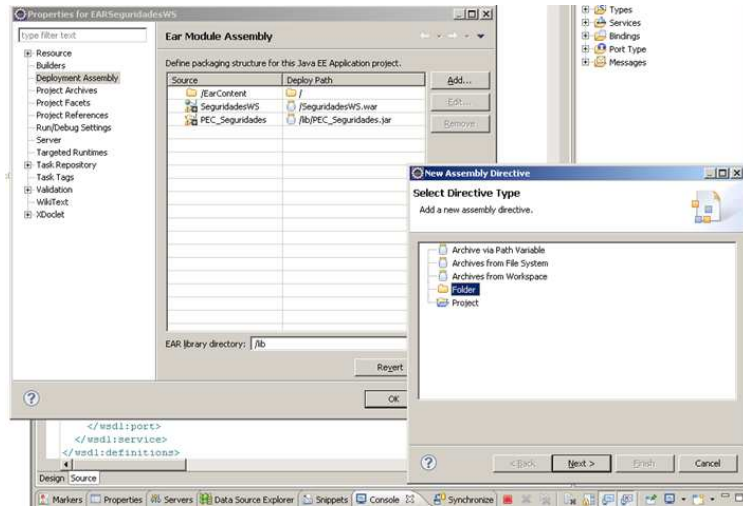 Properties for EARSeguridadesWS
type filter text
Resource
Builders
Deployment Assembly
Project Archives
Project Facets
Project References
Run/Debug Settings
Server
Targeted Runtimes
Task Repository
Task Tags
Validation
WikiText
XDoclet
Ear Module Assembly
Define packaging structure for this Java EE Application project.
Source Deploy Path
/EarContent /
SeguridadesWS /SeguridadesWS.war
PEC_Seguridades /lib/PEC_Seguridades.jar
Add...
Edit...
Remove
EAR library directory: /lib
Revert
OK
Types
Services
Bindings
Port Type
Messages
New Assembly Directive
Select Directive Type
Add a new assembly directive.
Archive via Path Variable
Archives from File System
Archives from Workspace
Folder
Project
< Back Next > Finish Cancel
</wsdl:port>
</wsdl:service>
</wsdl:definitions>
Design Source
Markers Properties Servers Data Source Explorer Snippets Console Synchronize